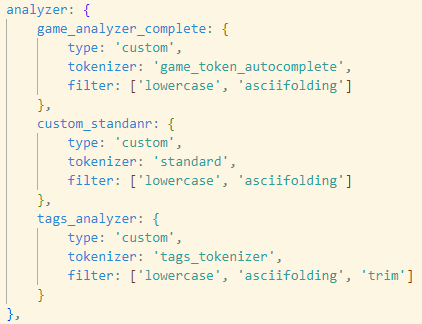 analyzer: {
game_analyzer_complete: {
type: 'custom',
tokenizer: 'game_token_autocomplete',
filter: ['lowercase', 'asciifolding']
},
custom_standanr: {
type: 'custom',
tokenizer: 'standard',
filter: ['lowercase', 'asciifolding']
},
tags_analyzer: {
type: 'custom',
tokenizer: 'tags_tokenizer',
filter: ['lowercase', 'asciifolding', 'trim']
}
},